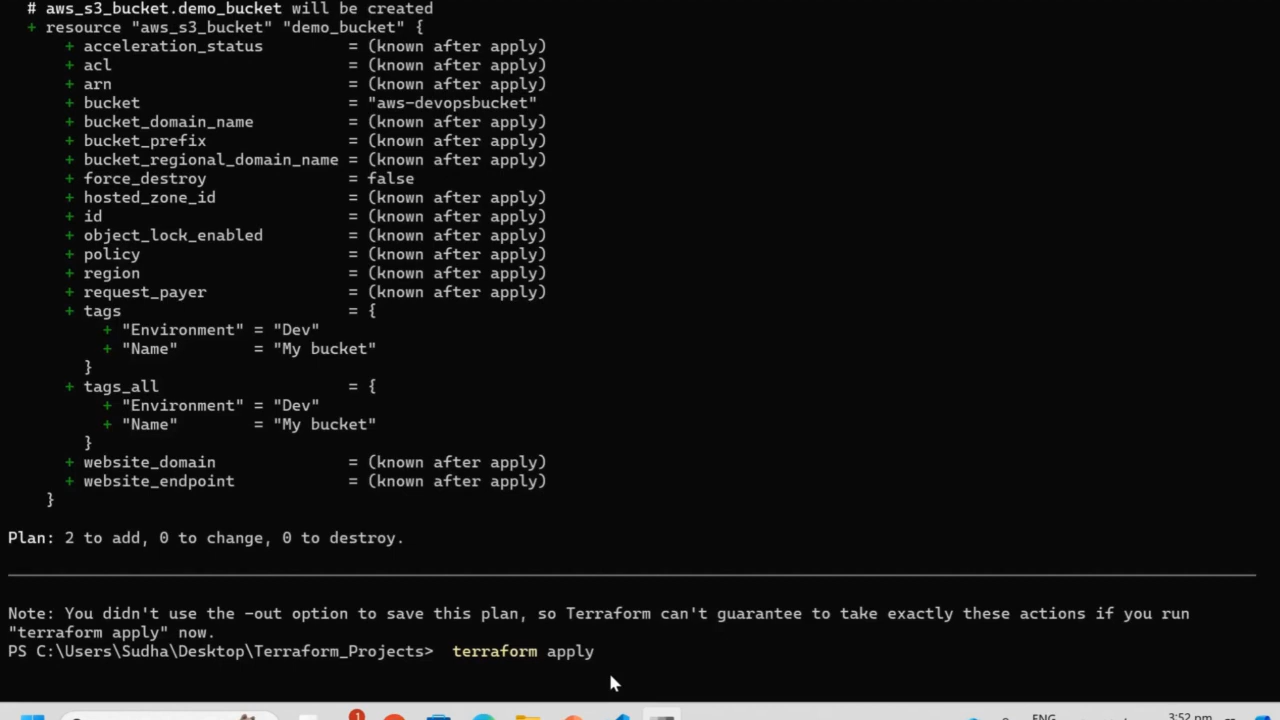 # aws_s3_bucket.demo_bucket will be created
+ resource "aws_s3_bucket" "demo_bucket" {
+ acceleration_status = (known after apply)
+ acl = (known after apply)
+ arn = (known after apply)
+ bucket = "aws-devopsbucket"
+ bucket_domain_name = (known after apply)
+ bucket_prefix = (known after apply)
+ bucket_regional_domain_name = (known after apply)
+ force_destroy = false
+ hosted_zone_id = (known after apply)
+ id = (known after apply)
+ object_lock_enabled = (known after apply)
+ policy = (known after apply)
+ region = (known after apply)
+ request_payer = (known after apply)
+ tags = {
+ "Environment" = "Dev"
+ "Name" = "My bucket"
}
+ tags_all = {
+ "Environment" = "Dev"
+ "Name" = "My bucket"
}
+ website_domain = (known after apply)
+ website_endpoint = (known after apply)
}
Plan: 2 to add, 0 to change, 0 to destroy.
Note: You didn't use the -out option to save this plan, so Terraform can't guarantee to take exactly these actions if you run
"terraform apply" now.
PS C:\Users\Sudha\Desktop\Terraform_Projects> terraform apply
1
ENG
3:52 pm